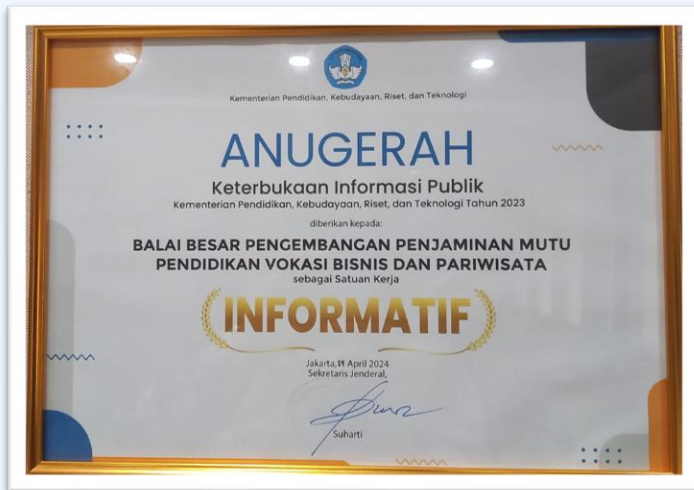 Kementerian Pendidikan, Kebudayaan, Riset, dan Teknologi
ANUGERAH
Keterbukaan Informasi Publik
Kementerian Pendidikan, Kebudayaan, Riset, dan Teknologi Tahun 2023
diberikan kepada:
BALAI BESAR PENGEMBANGAN PENJAMINAN MUTU
PENDIDIKAN VOKASI BISNIS DAN PARIWISATA
sebagai Satuan Kerja
INFORMATIF
Jakarta, April 2024
Sekretaris Jenderal,
Suharti